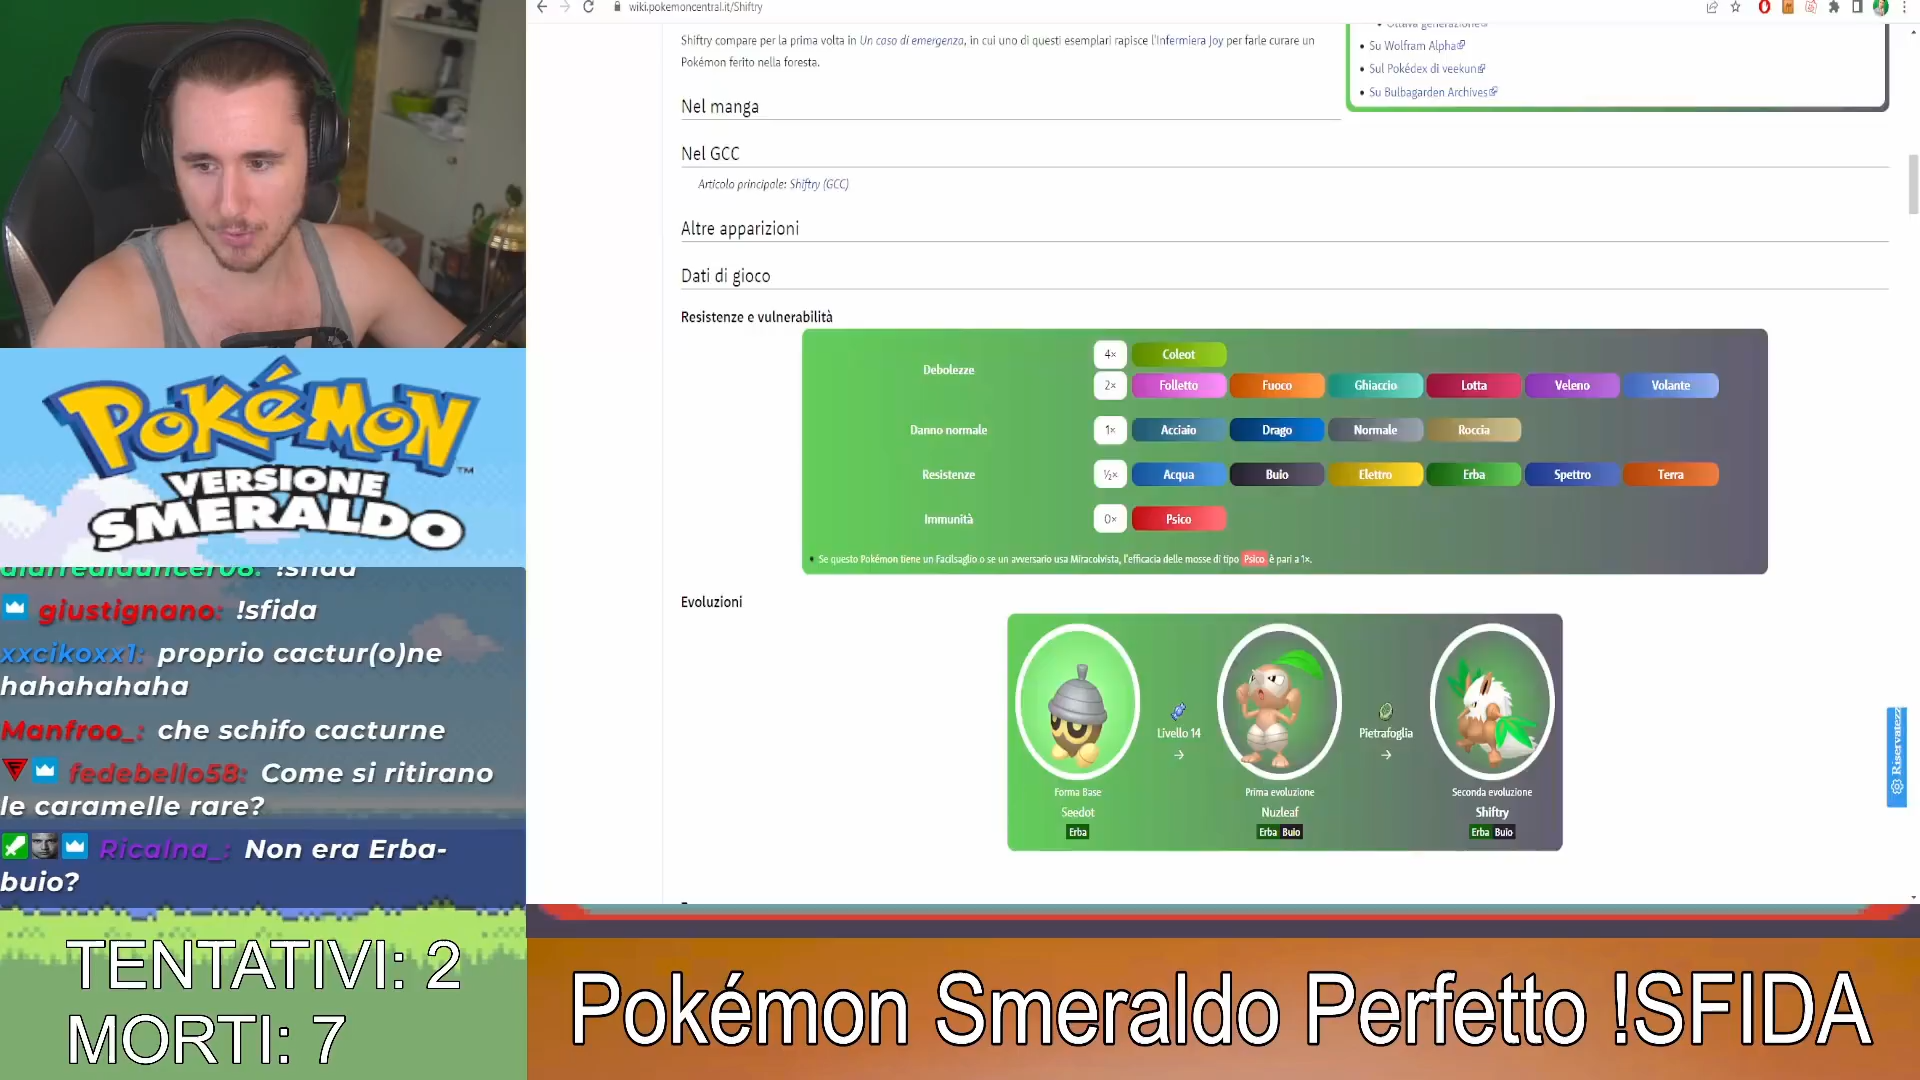 wiki.pokemoncentral.it/Shiftry
Shiftry compare per la prima volta in Un caso di emergenza, in cui uno di questi esemplari rapisce l'Infermiera Joy per farle curare un
Pokémon ferito nella foresta.
Ottava generazione
Su Wolfram Alpha
Sul Pokédex di veekun
Su Bulbagarden Archives
Nel manga
Nel GCC
Articolo principale: Shiftry (GCC)
Altre apparizioni
Dati di gioco
Resistenze e vulnerabilità
Debolezze
4× Coleot
2× Folletto Fuoco Ghiaccio Lotta Veleno Volante
Danno normale 1× Acciaio Drago Normale Roccia
Resistenze ½× Acqua Buio Elettro Erba Spettro Terra
Immunità 0× Psico
Se questo Pokémon tiene un Facilsaglio o se un avversario usa Miracolvista, l'efficacia delle mosse di tipo Psico è pari a 1×.
Evoluzioni
Livello 14
→
Pietrafoglia
→
Forma Base
Seedot
Erba
Prima evoluzione
Nuzleaf
Erba Buio
Seconda evoluzione
Shiftry
Erba Buio
Riservatezza
POKéMON™
VERSIONE
SMERALDO
!sfida
giustignano: !sfida
xxcikoxx1: proprio cactur(o)ne
hahahahaha
Manfroo_: che schifo cacturne
fedebello58: Come si ritirano
le caramelle rare?
Ricalna_: Non era Erba-
buio?
TENTATIVI: 2
MORTI: 7
Pokémon Smeraldo Perfetto !SFIDA